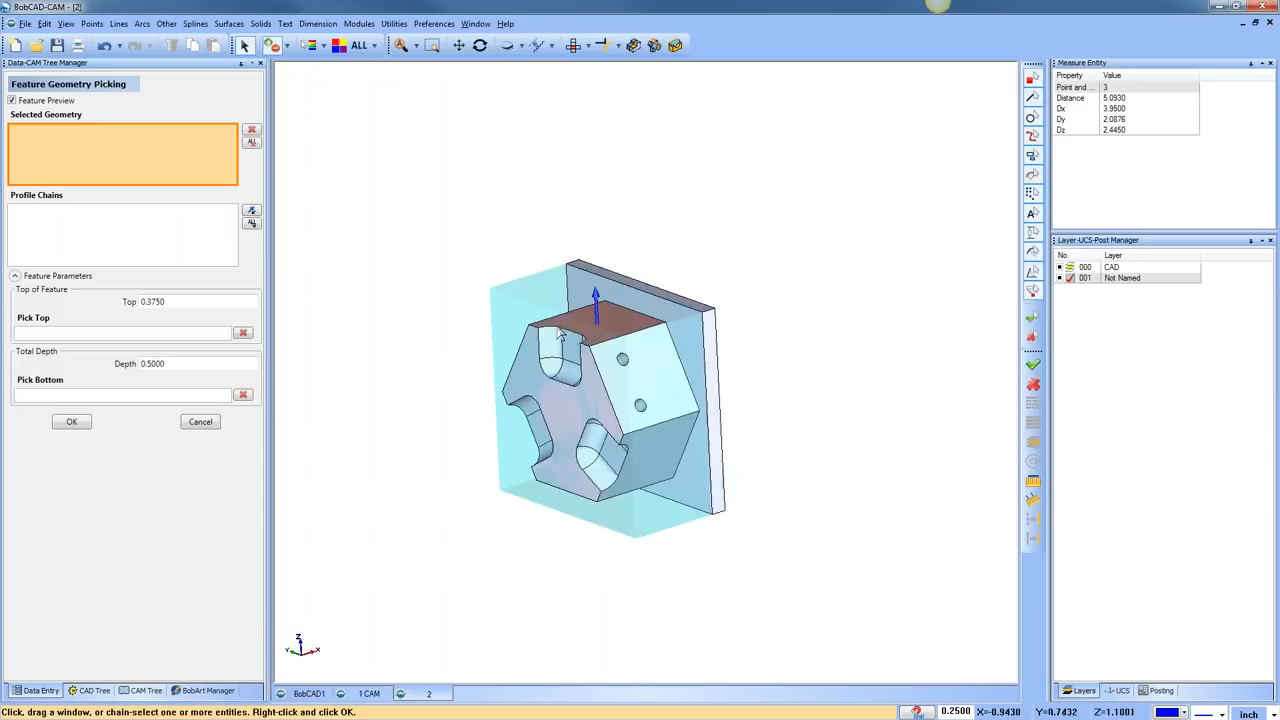 BobCAD-CAM - [2]
File Edit View Points Lines Arcs Other Splines Surfaces Solids Text Dimension Modules Utilities Preferences Window Help
ALL
Data-CAM Tree Manager
Feature Geometry Picking
Feature Preview
Selected Geometry
Profile Chains
Feature Parameters
Top of Feature
Top 0.3750
Pick Top
Total Depth
Depth 0.5000
Pick Bottom
OK Cancel
Data Entry CAD Tree CAM Tree BobArt Manager
Z
Y X
BobCAD1 1 CAM 2
Measure Entity
Property Value
Point and ... 3
Distance 5.0930
Dx 3.9500
Dy 2.0876
Dz 2.4450
Layer-UCS-Post Manager
No. Layer
000 CAD
001 Not Named
Layers UCS Posting
Click, drag a window, or chain-select one or more entities. Right-click and click OK.
0.2500 X=-0.9430 Y=0.7432 Z=1.1001 inch